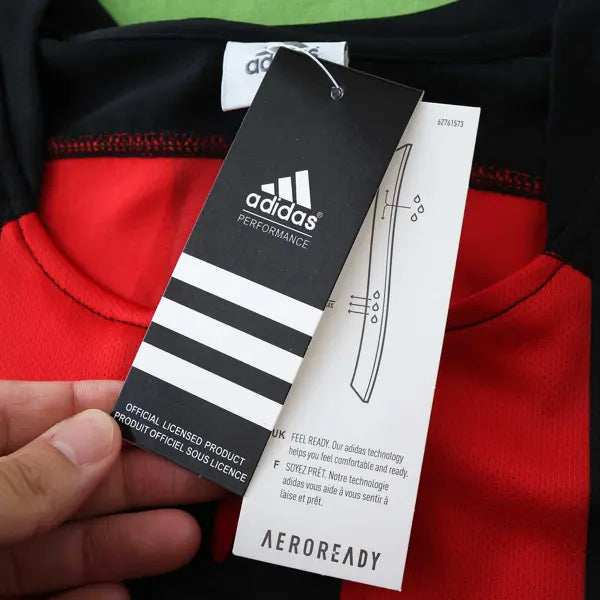 adidas
62761573
adidas®
PERFORMANCE
OFFICIAL LICENSED PRODUCT
PRODUIT OFFICIEL SOUS LICENCE
UK FEEL READY. Our adidas technology
helps you feel comfortable and ready.
F SOYEZ PRÊT. Notre technologie
adidas vous aide à vous sentir à
l'aise et prêt.
AEROREADY